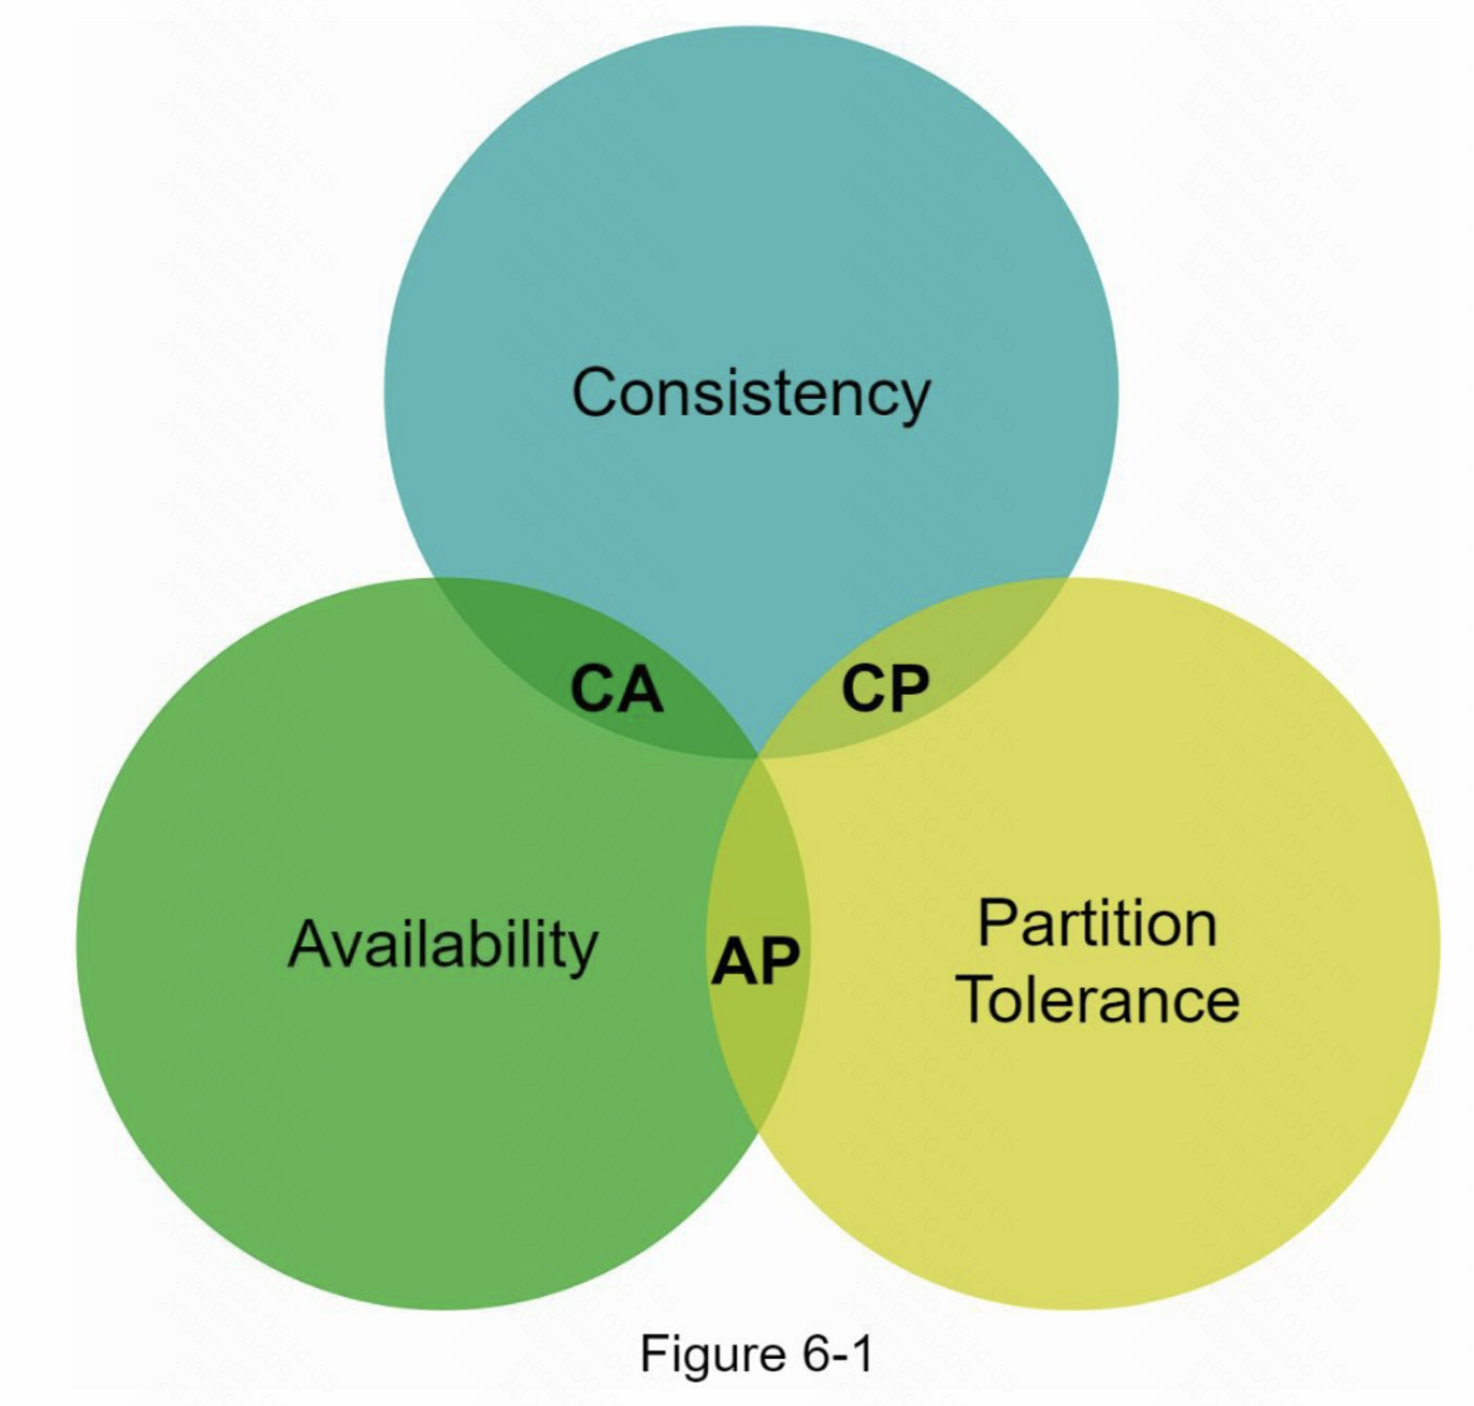 Consistency
CA
CP
Availability
AP
Partition
Tolerance
Figure 6-1